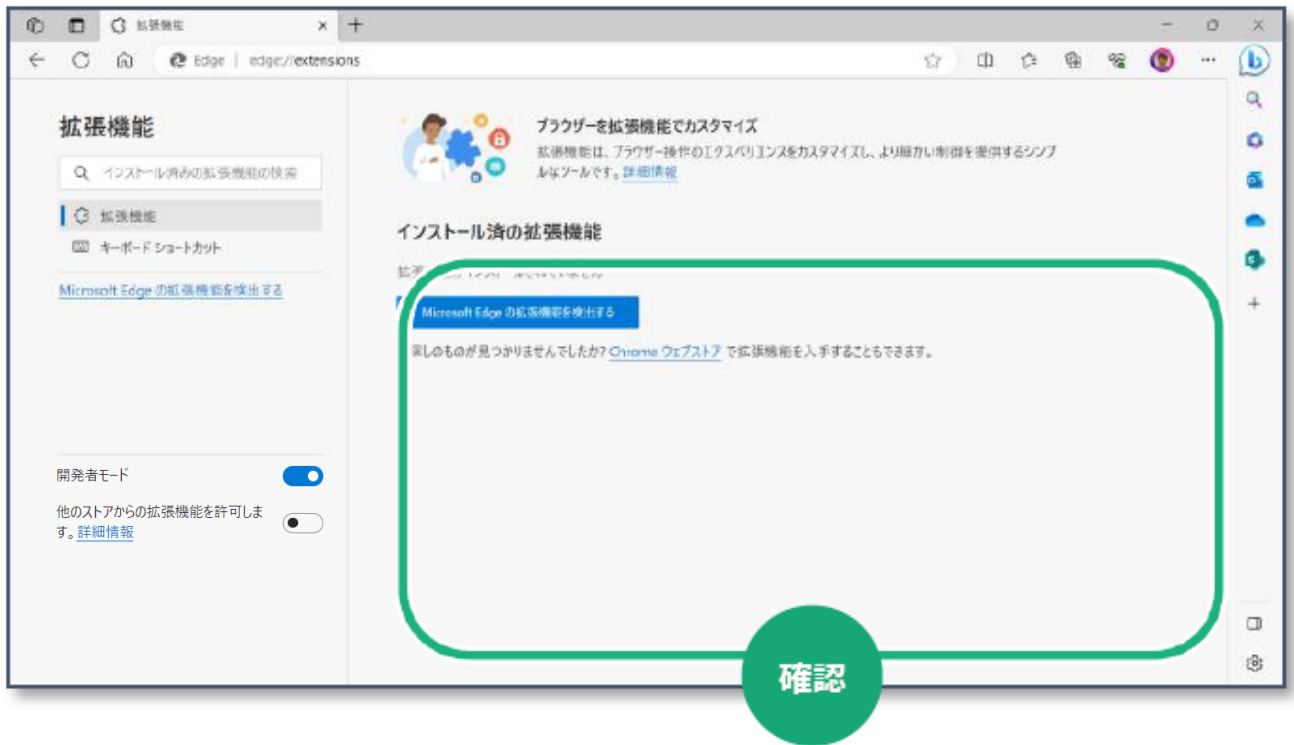 拡張機能
Edge | edge://extensions
拡張機能
インストール済みの拡張機能の検索
拡張機能
キーボード ショートカット
Microsoft Edge の拡張機能を検出する
開発者モード
他のストアからの拡張機能を許可しま
す。詳細情報
ブラウザーを拡張機能でカスタマイズ
拡張機能は、ブラウザー操作のエクスペリエンスをカスタマイズし、より細かい制御を提供するシンプ
ルなツールです。詳細情報
インストール済の拡張機能
Microsoft Edge の拡張機能を検出する
探しのものが見つかりませんでしたか? Chrome ウェブストア で拡張機能を入手することもできます。
確認